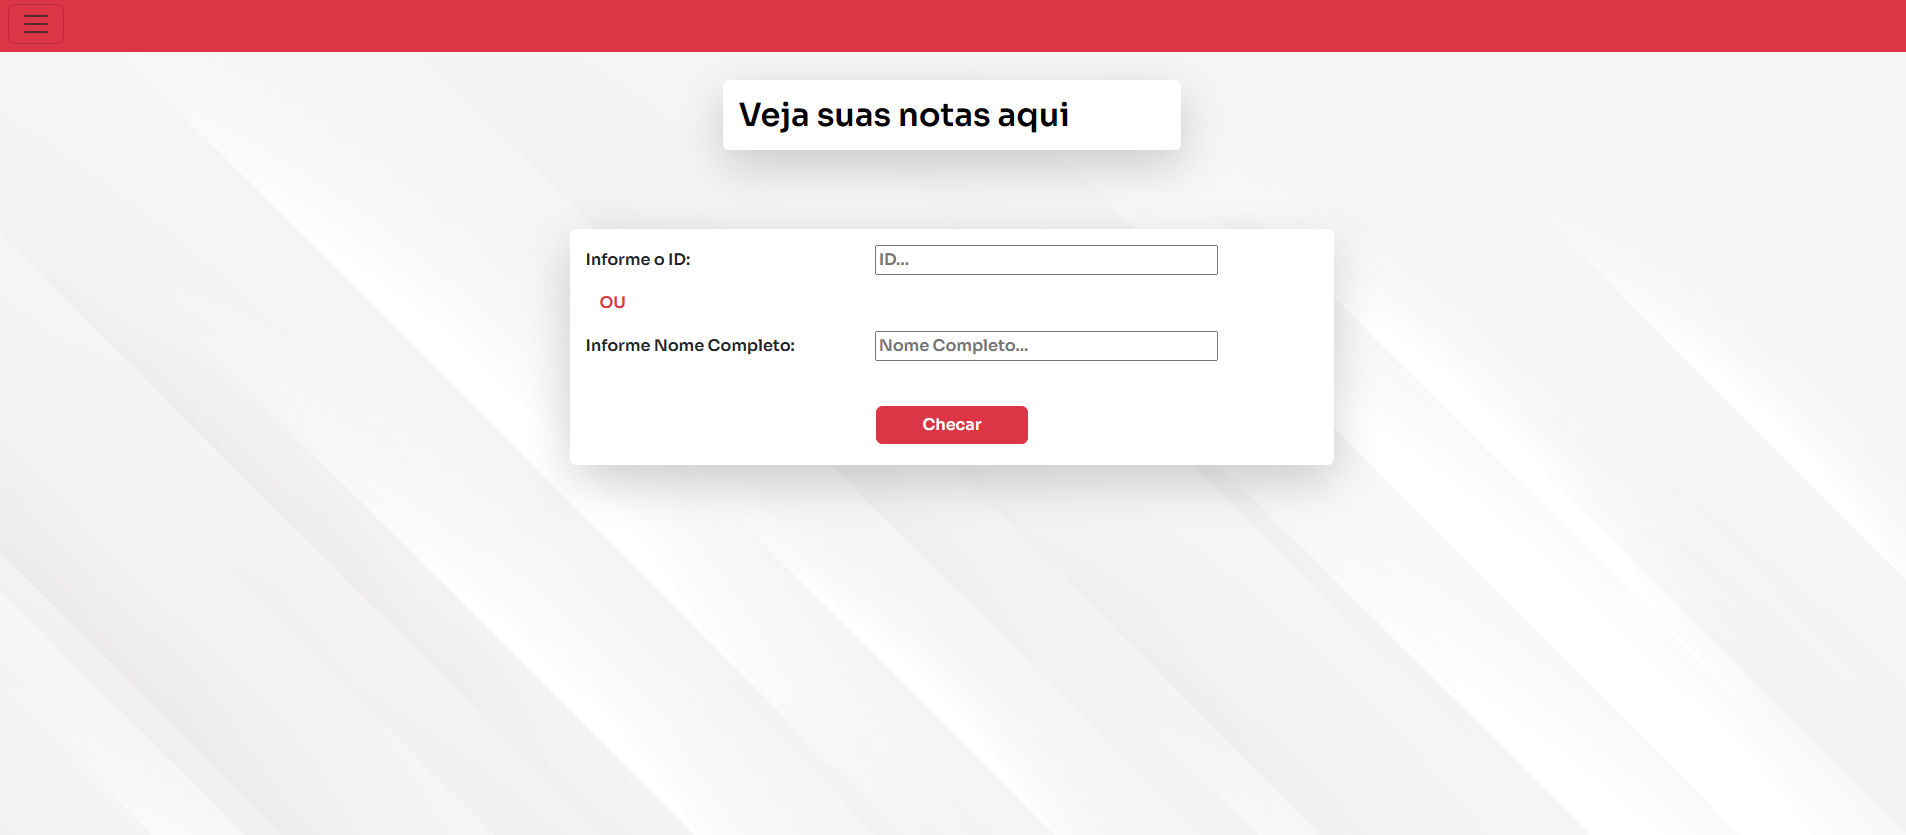 Veja suas notas aqui
Informe o ID:
ID...
OU
Informe Nome Completo:
Nome Completo...
Checar